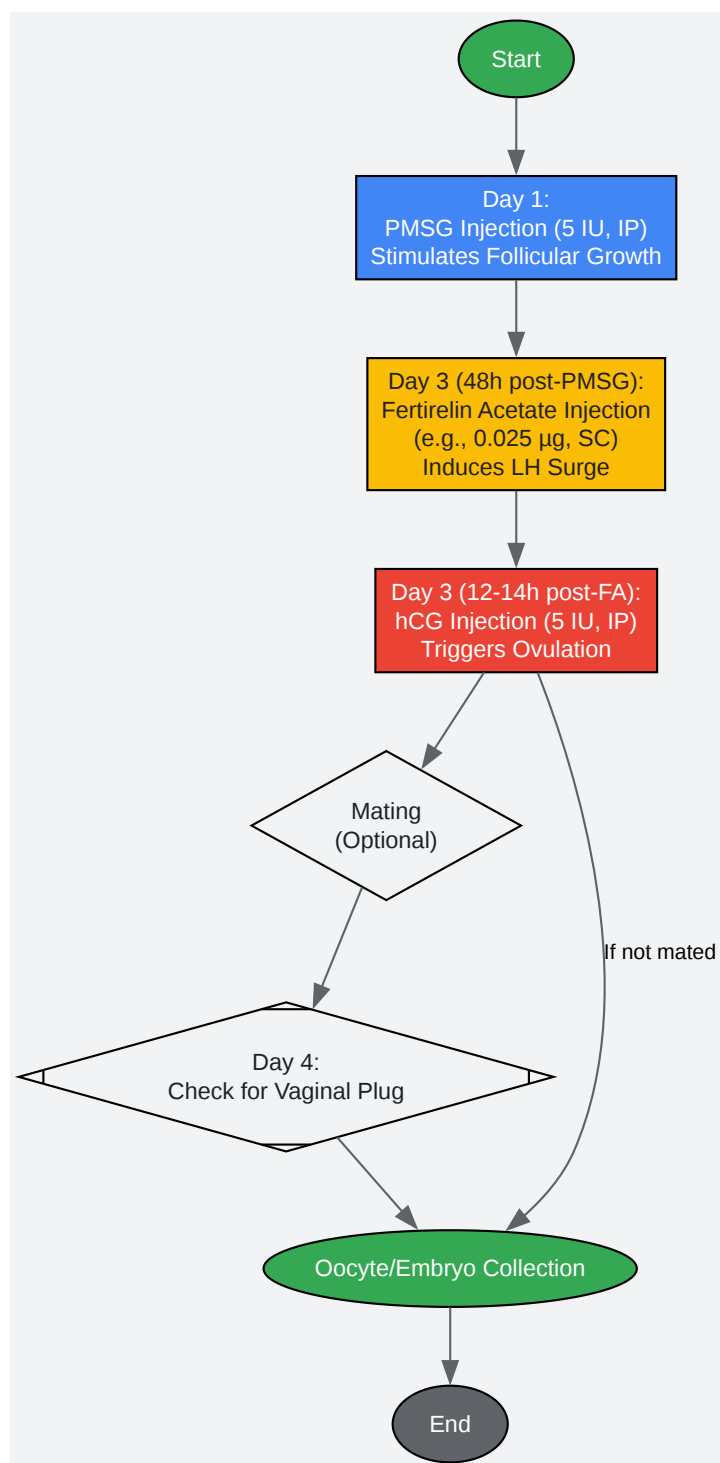 Start
Day 1:
PMSG Injection (5 IU, IP)
Stimulates Follicular Growth
Day 3 (48h post-PMSG):
Fertirelin Acetate Injection
(e.g., 0.025 µg, SC)
Induces LH Surge
Day 3 (12-14h post-FA):
hCG Injection (5 IU, IP)
Triggers Ovulation
Mating
(Optional)
If not mated
Day 4:
Check for Vaginal Plug
Oocyte/Embryo Collection
End